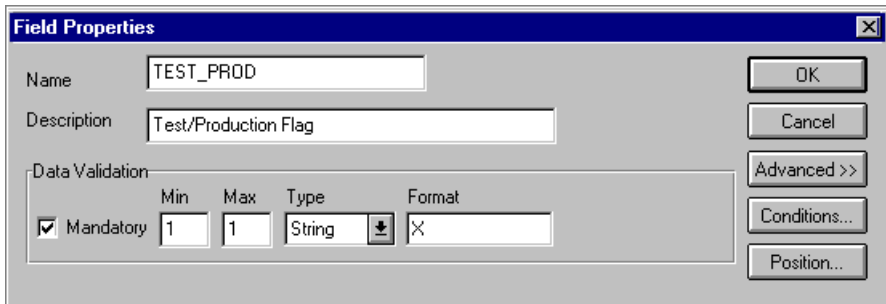 Field Properties
Name TEST_PROD OK
Description Test/Production Flag Cancel
Data Validation Advanced >>
Min Max Type Format
Mandatory 1 1 String X Conditions...
Position...